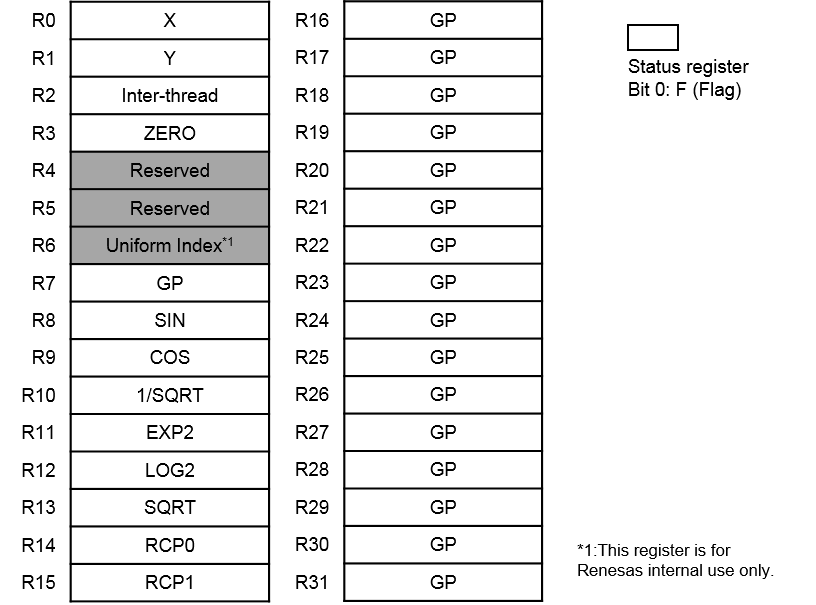 R0 X
R1 Y
R2 Inter-thread
R3 ZERO
R4 Reserved
R5 Reserved
R6 Uniform Index*1
R7 GP
R8 SIN
R9 COS
R10 1/SQRT
R11 EXP2
R12 LOG2
R13 SQRT
R14 RCP0
R15 RCP1
R16 GP
R17 GP
R18 GP
R19 GP
R20 GP
R21 GP
R22 GP
R23 GP
R24 GP
R25 GP
R26 GP
R27 GP
R28 GP
R29 GP
R30 GP
R31 GP
Status register
Bit 0: F (Flag)
*1:This register is for
Renesas internal use only.